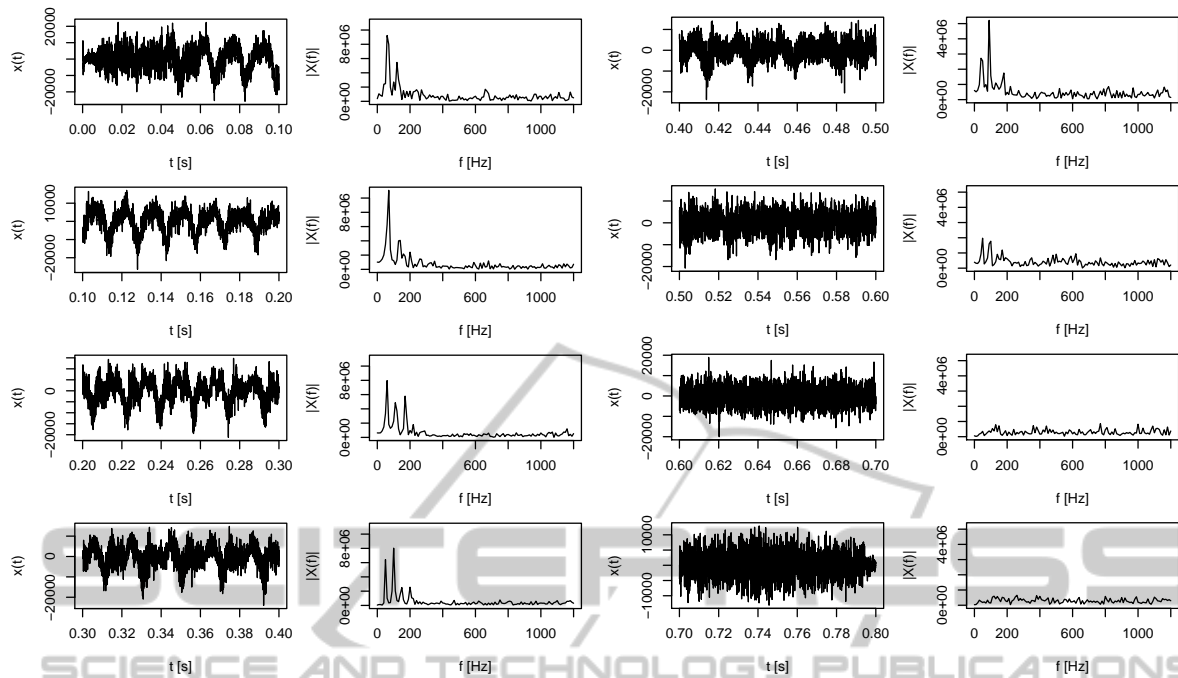 x(t)
−20000 20000
0.00 0.02 0.04 0.06 0.08 0.10
t [s]
|X(f)|
0e+00 8e+06
0 200 600 1000
f [Hz]
x(t)
−20000 0
0.40 0.42 0.44 0.46 0.48 0.50
t [s]
|X(f)|
0e+00 4e+06
0 200 600 1000
f [Hz]
x(t)
−20000 10000
0.10 0.12 0.14 0.16 0.18 0.20
t [s]
|X(f)|
0e+00 8e+06
0 200 600 1000
f [Hz]
x(t)
−20000 0
0.50 0.52 0.54 0.56 0.58 0.60
t [s]
|X(f)|
0e+00 4e+06
0 200 600 1000
f [Hz]
x(t)
−20000 0
0.20 0.22 0.24 0.26 0.28 0.30
t [s]
|X(f)|
0e+00 8e+06
0 200 600 1000
f [Hz]
x(t)
−20000 0 20000
0.60 0.62 0.64 0.66 0.68 0.70
t [s]
|X(f)|
0e+00 4e+06
0 200 600 1000
f [Hz]
x(t)
−20000 0
0.30 0.32 0.34 0.36 0.38 0.40
t [s]
|X(f)|
0e+00 8e+06
0 200 600 1000
f [Hz]
x(t)
−10000 10000
0.70 0.72 0.74 0.76 0.78 0.80
t [s]
|X(f)|
0e+00 4e+06
0 200 600 1000
f [Hz]
SCITEPRESS
SCIENCE AND TECHNOLOGY PUBLICATIONS